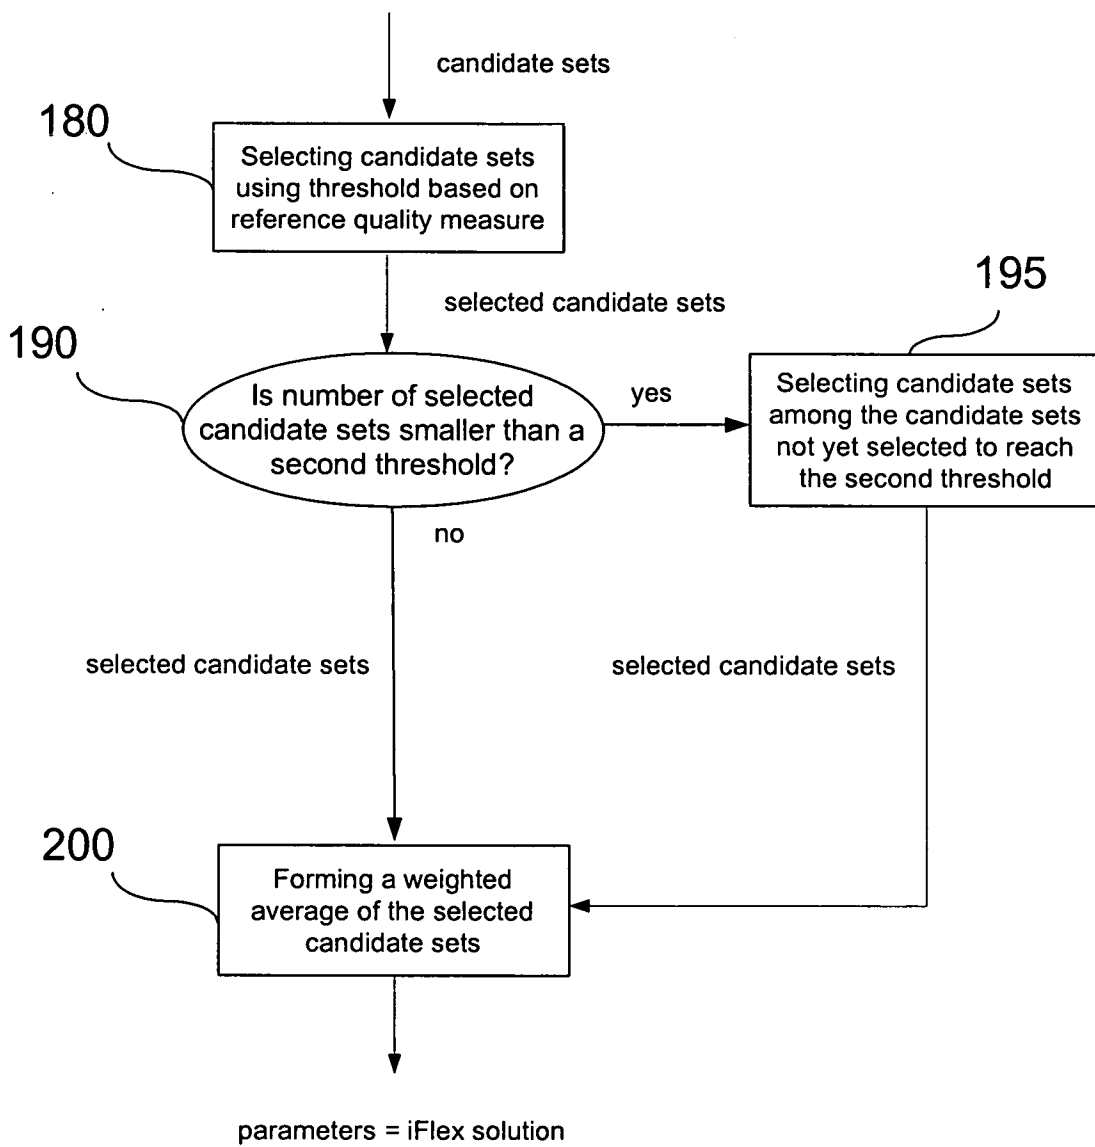 candidate sets
180
Selecting candidate sets
using threshold based on
reference quality measure
selected candidate sets
195
190
Is number of selected
candidate sets smaller than a
second threshold?
yes
Selecting candidate sets
among the candidate sets
not yet selected to reach
the second threshold
no
selected candidate sets
selected candidate sets
200
Forming a weighted
average of the selected
candidate sets
parameters = iFlex solution